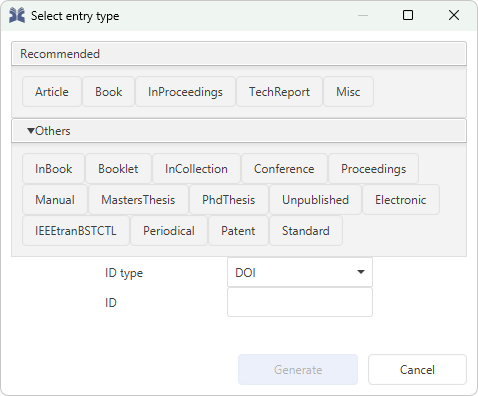 Select entry type
Recommended
Article Book InProceedings TechReport Misc
Others
InBook Booklet InCollection Conference Proceedings
Manual MastersThesis PhdThesis Unpublished Electronic
IEEEtranBSTCTL Periodical Patent Standard
ID type DOI
ID
Generate Cancel